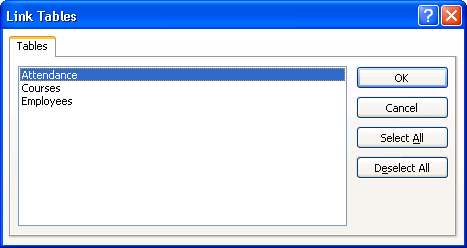 Link Tables
Tables
Attendance
Courses
Employees
OK
Cancel
Select All
Deselect All